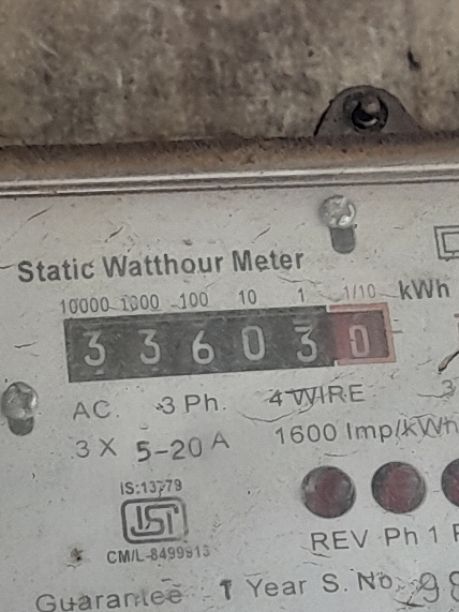 Static Watthour Meter
10000 1000 100 10 1 1/10 kWh
3 3 6 0 3 0
AC. 3 Ph. 4 WIRE
3 X 5-20 A 1600 Imp/kWh
IS:13779
ISI
CM/L-8499913
REV Ph 1
Guarantee 1 Year S. No.